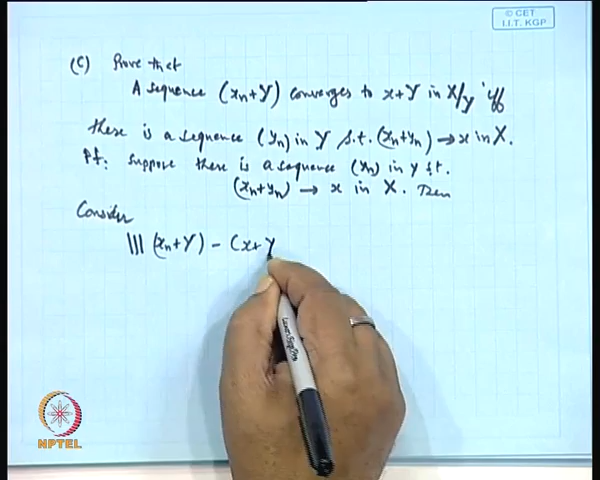 © CET
I.I.T. KGP
(c) Prove that
A sequence (xn+Y) converges to x+Y in X/Y iff
there is a sequence (yn) in Y s.t. (xn+yn) → x in X.
Pf: Suppose there is a sequence (yn) in Y s.t.
(xn+yn) → x in X. Then
Consider
||| (xn+Y) - (x+Y
NPTEL